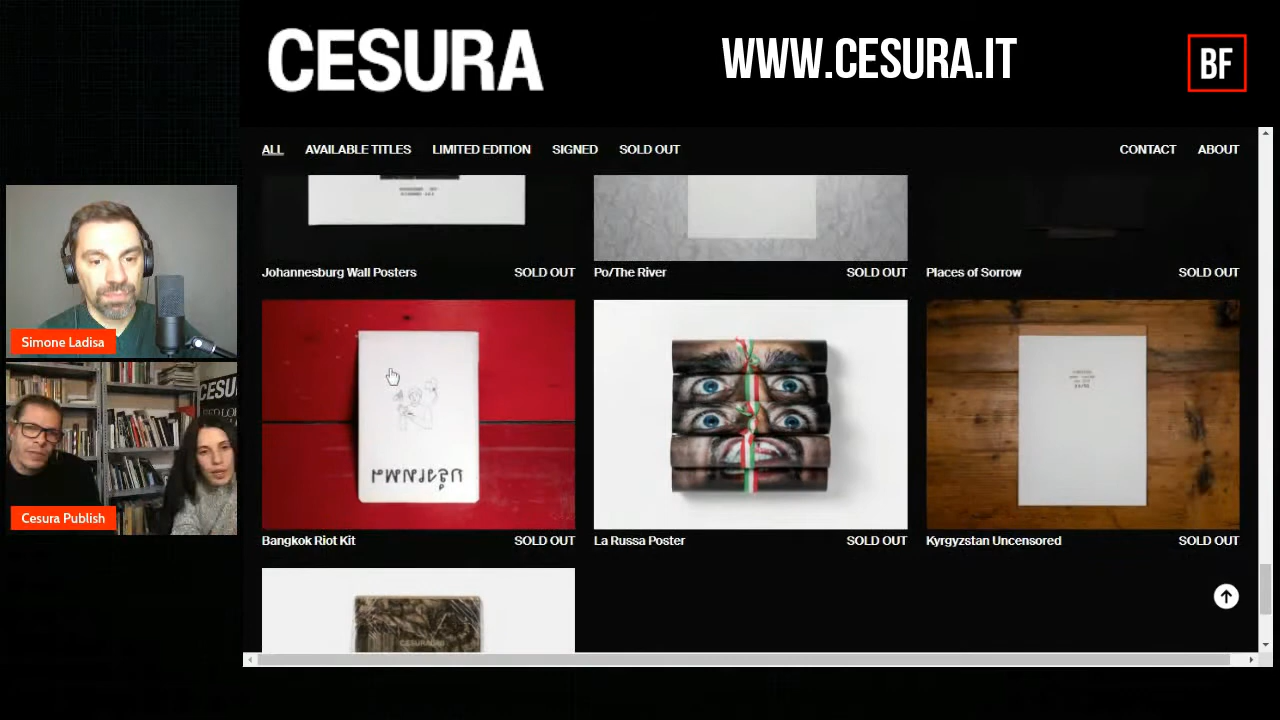 CESURA
WWW.CESURA.IT
BF
ALL AVAILABLE TITLES LIMITED EDITION SIGNED SOLD OUT CONTACT ABOUT
Johannesburg Wall Posters SOLD OUT
Po/The River SOLD OUT
Places of Sorrow SOLD OUT
Simone Ladisa
CESU
Cesura Publish
Bangkok Riot Kit SOLD OUT
La Russa Poster SOLD OUT
Kyrgyzstan Uncensored SOLD OUT